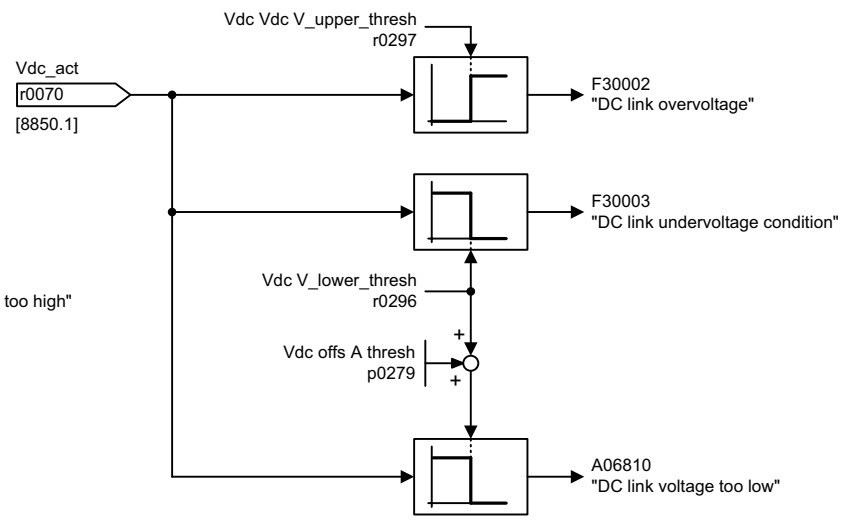 Vdc Vdc V_upper_thresh
r0297
Vdc_act
r0070
[8850.1]
F30002
"DC link overvoltage"
F30003
"DC link undervoltage condition"
Vdc V_lower_thresh
r0296
too high"
+
Vdc offs A thresh
p0279
+
A06810
"DC link voltage too low"